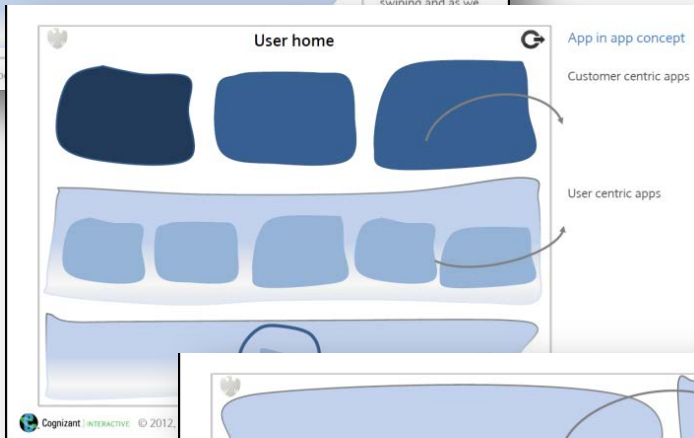 swiping and as we
User home
App in app concept
Customer centric apps
User centric apps
Cognizant | INTERACTIVE © 2012,